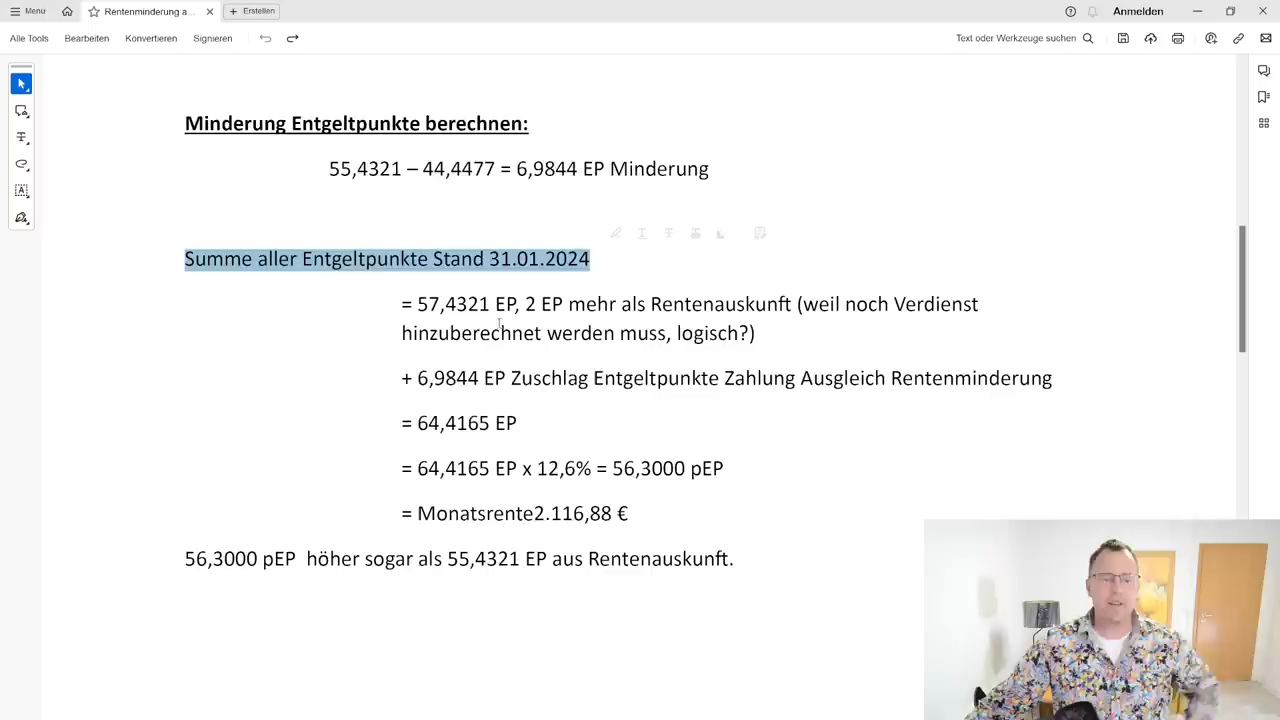 Menu
Rentenminderung a...
Erstellen
Anmelden
Alle Tools
Bearbeiten
Konvertieren
Signieren
Text oder Werkzeuge suchen
Minderung Entgeltpunkte berechnen:
55,4321 – 44,4477 = 6,9844 EP Minderung
Summe aller Entgeltpunkte Stand 31.01.2024
= 57,4321 EP, 2 EP mehr als Rentenauskunft (weil noch Verdienst
hinzuberechnet werden muss, logisch?)
+ 6,9844 EP Zuschlag Entgeltpunkte Zahlung Ausgleich Rentenminderung
= 64,4165 EP
= 64,4165 EP x 12,6% = 56,3000 pEP
= Monatsrente2.116,88 €
56,3000 pEP  höher sogar als 55,4321 EP aus Rentenauskunft.